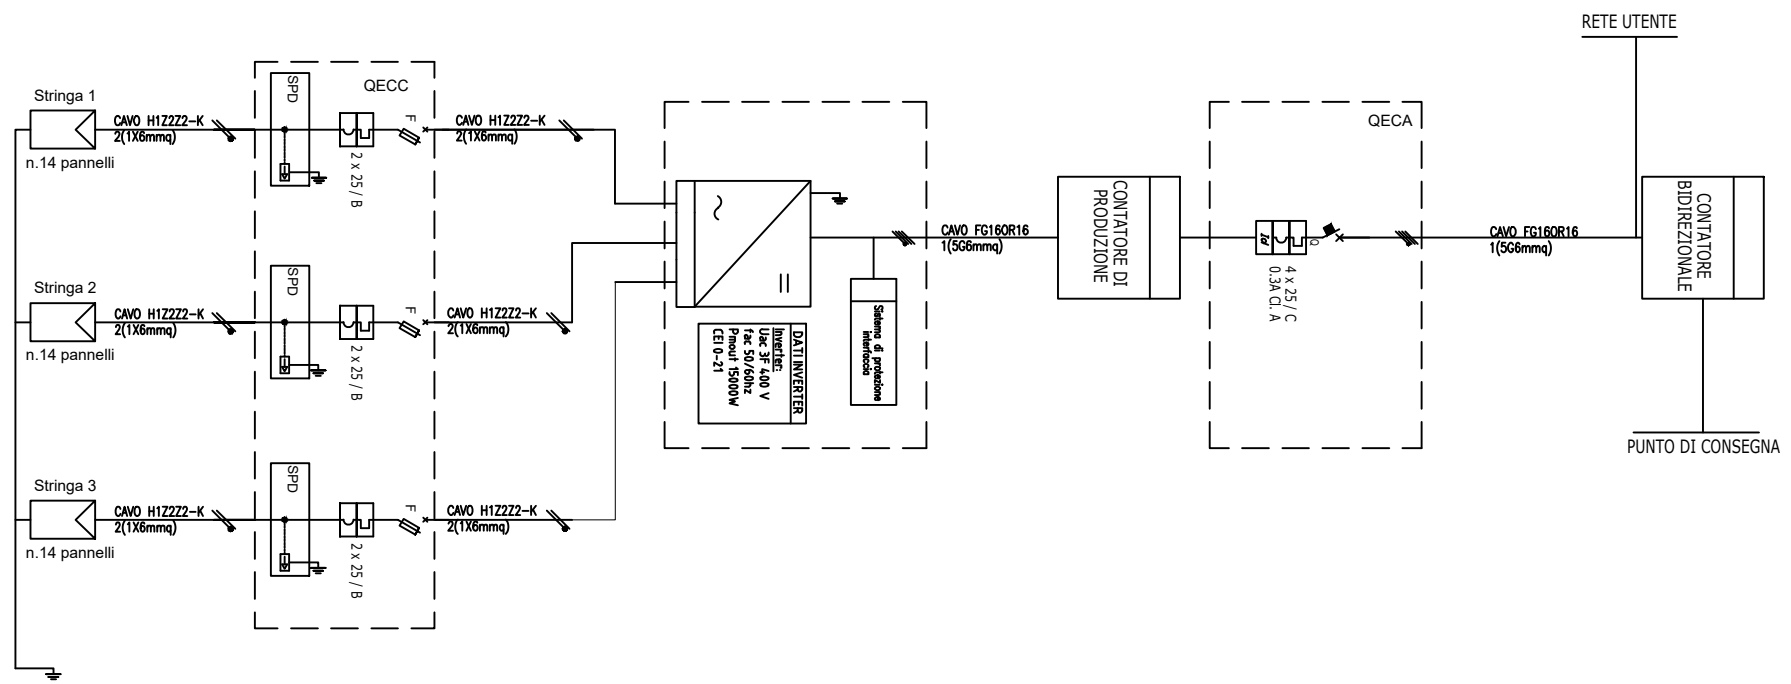 RETE UTENTE
QECC
SPD
Stringa 1
CAVO H1Z2Z2-K
2(1X6mmq)
n.14 pannelli
F
2 x 25 / B
CAVO H1Z2Z2-K
2(1X6mmq)
SPD
Stringa 2
CAVO H1Z2Z2-K
2(1X6mmq)
n.14 pannelli
F
2 x 25 / B
CAVO H1Z2Z2-K
2(1X6mmq)
SPD
Stringa 3
CAVO H1Z2Z2-K
2(1X6mmq)
n.14 pannelli
F
2 x 25 / B
CAVO H1Z2Z2-K
2(1X6mmq)
DATI INVERTER
Inverter:
Uac 3F 400 V
fac 50/60hz
Pmout 15000W
CEI 0-21
Sistema di protezione
interfaccia
CAVO FG16OR16
1(5G6mmq)
CONTATORE DI
PRODUZIONE
QECA
Id
Q
4 x 25 / C
0.3A Cl. A
CAVO FG16OR16
1(5G6mmq)
CONTATORE
BIDIREZIONALE
PUNTO DI CONSEGNA